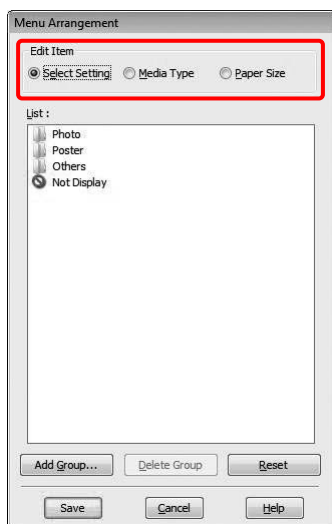 Menu Arrangement
Edit Item
Select Setting Media Type Paper Size
List :
Photo
Poster
Others
Not Display
Add Group... Delete Group Reset
Save Cancel Help